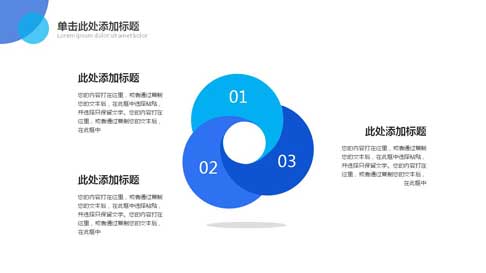 单击此处添加标题
Lorem ipsum dolor sit amet dolor
此处添加标题
您的内容打在这里，或者通过复制
您的文本后，在此框中选择粘贴，
并选择只保留文字。您的内容打在
这里，或者通过复制您的文本后，
在此框中
01
02
03
此处添加标题
您的内容打在这里，或者通过复制
您的文本后，在此框中选择粘贴，
并选择只保留文字。您的内容打在
这里，或者通过复制您的文本后，
在此框中
此处添加标题
您的内容打在这里，或者通过复制
您的文本后，在此框中选择粘贴，
并选择只保留文字。您的内容打在
这里，或者通过复制您的文本后，
在此框中